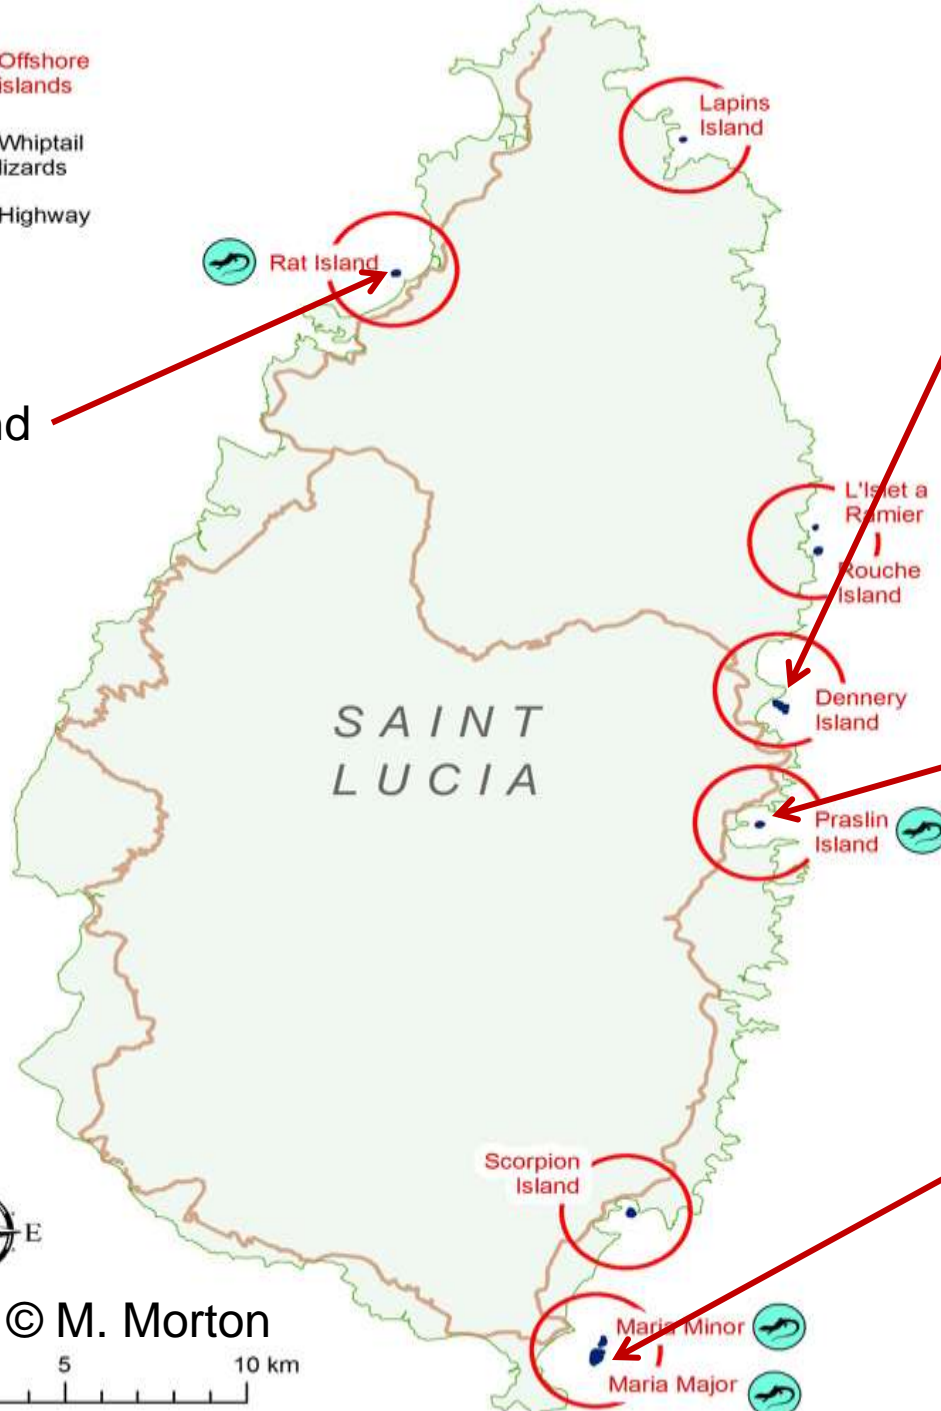 Offshore
islands
Whiptail
lizards
Highway
Lapins
Island
Rat Island
L'Islet a
Ramier
Rouche
Island
Dennery
Island
SAINT
LUCIA
Praslin
Island
Scorpion
Island
E
© M. Morton
Maria Minor
5 10 km
Maria Major